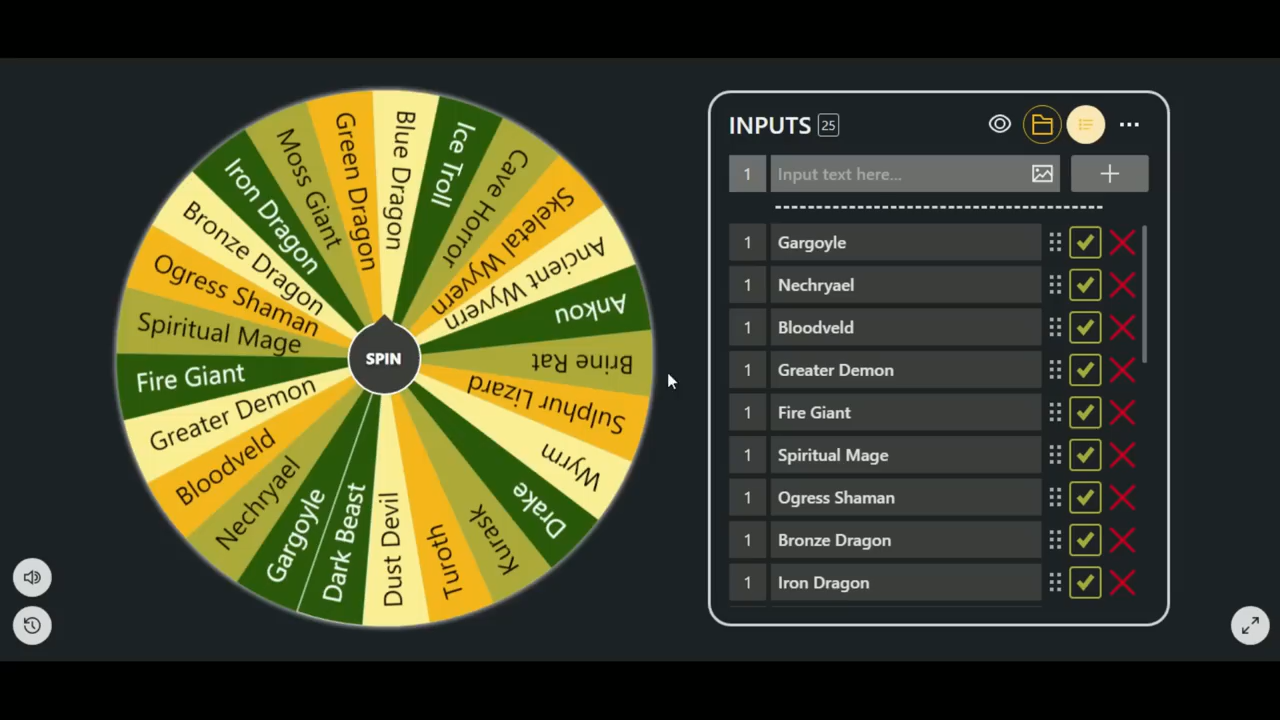 Blue Dragon
Ice Troll
Cave Horror
Skeletal Wyvern
Ancient Wyvern
Ankou
Brine Rat
Sulphur Lizard
Wyrm
Drake
Kurask
Turoth
Dust Devil
Dark Beast
Gargoyle
Nechryael
Bloodveld
Greater Demon
Fire Giant
Spiritual Mage
Ogress Shaman
Bronze Dragon
Iron Dragon
Moss Giant
Green Dragon
SPIN
INPUTS 25
1 Input text here...
1 Gargoyle
1 Nechryael
1 Bloodveld
1 Greater Demon
1 Fire Giant
1 Spiritual Mage
1 Ogress Shaman
1 Bronze Dragon
1 Iron Dragon